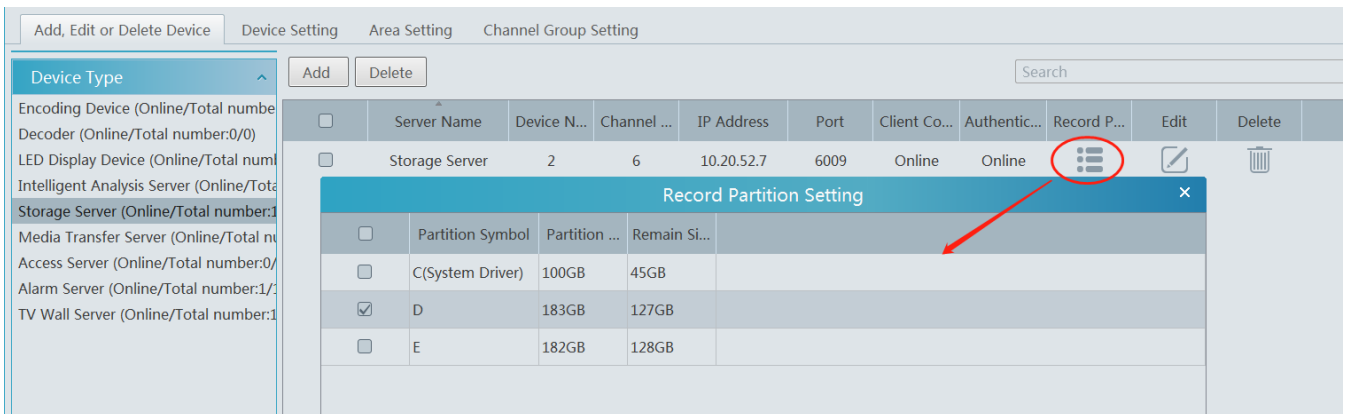 Add, Edit or Delete Device Device Setting Area Setting Channel Group Setting
Device Type
Add Delete Search
Encoding Device (Online/Total numbe
Decoder (Online/Total number:0/0)
LED Display Device (Online/Total num
Intelligent Analysis Server (Online/Tota
Storage Server (Online/Total number:1
Media Transfer Server (Online/Total nu
Access Server (Online/Total number:0/
Alarm Server (Online/Total number:1/1
TV Wall Server (Online/Total number:1
Server Name Device N... Channel ... IP Address Port Client Co... Authentic... Record P... Edit Delete
Storage Server 2 6 10.20.52.7 6009 Online Online
Record Partition Setting ×
Partition Symbol Partition ... Remain Si...
C(System Driver) 100GB 45GB
D 183GB 127GB
E 182GB 128GB